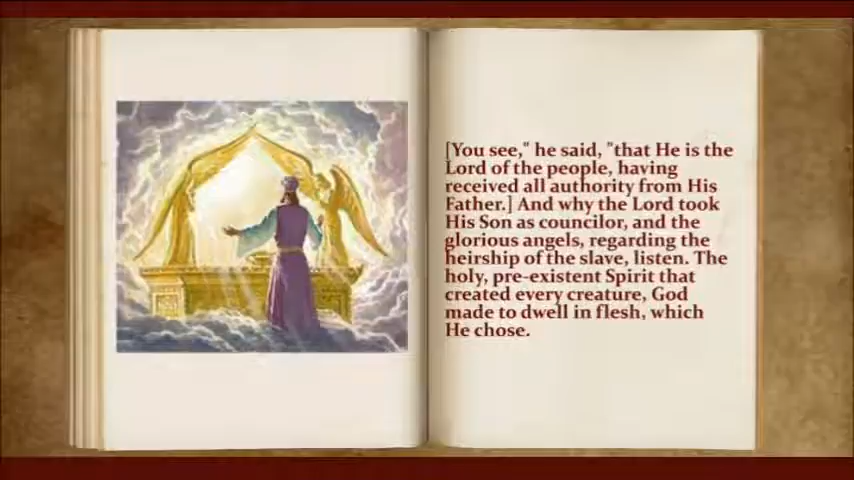 [You see," he said, "that He is the
Lord of the people, having
received all authority from His
Father.] And why the Lord took
His Son as councilor, and the
glorious angels, regarding the
heirship of the slave, listen. The
holy, pre-existent Spirit that
created every creature, God
made to dwell in flesh, which
He chose.